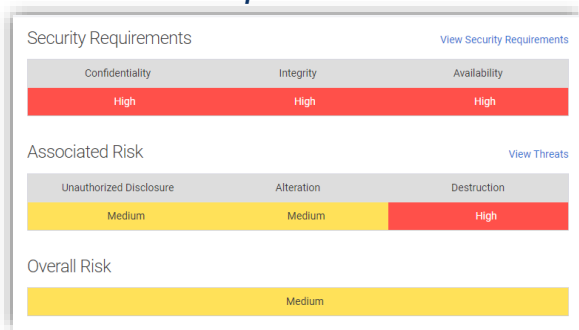 Security Requirements View Security Requirements
Confidentiality Integrity Availability
High High High
Associated Risk View Threats
Unauthorized Disclosure Alteration Destruction
Medium Medium High
Overall Risk
Medium